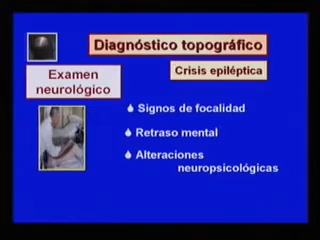 Diagnóstico topográfico
Crisis epiléptica
Examen
neurológico
Signos de focalidad
Retraso mental
Alteraciones
neuropsicológicas